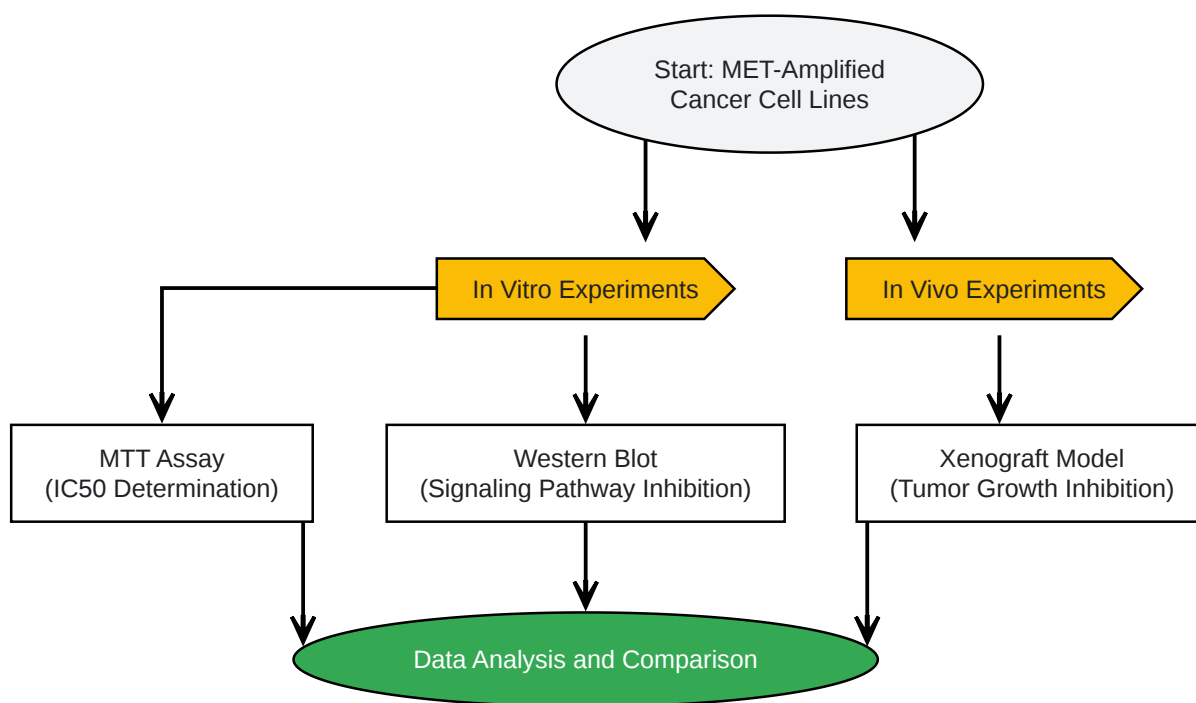 Start: MET-Amplified
Cancer Cell Lines
In Vitro Experiments
In Vivo Experiments
MTT Assay
(IC50 Determination)
Western Blot
(Signaling Pathway Inhibition)
Xenograft Model
(Tumor Growth Inhibition)
Data Analysis and Comparison